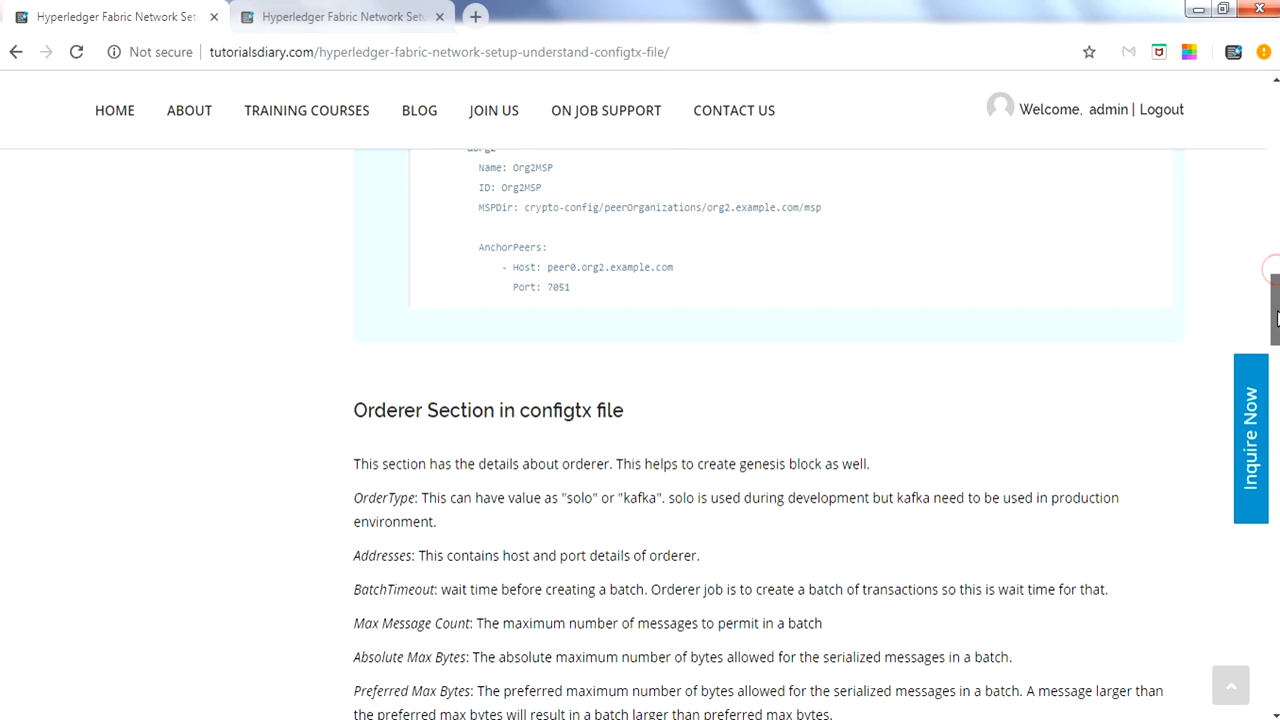 Hyperledger Fabric Network Set
Hyperledger Fabric Network Set
Not secure
tutorialsdiary.com/hyperledger-fabric-network-setup-understand-configtx-file/
HOME ABOUT TRAINING COURSES BLOG JOIN US ON JOB SUPPORT CONTACT US
Welcome, admin | Logout
Name: Org2MSP
ID: Org2MSP
MSPDir: crypto-config/peerOrganizations/org2.example.com/msp
AnchorPeers:
- Host: peer0.org2.example.com
Port: 7051
Inquire Now
Orderer Section in configtx file
This section has the details about orderer. This helps to create genesis block as well.
OrderType: This can have value as "solo" or "kafka". solo is used during development but kafka need to be used in production
environment.
Addresses: This contains host and port details of orderer.
BatchTimeout: wait time before creating a batch. Orderer job is to create a batch of transactions so this is wait time for that.
Max Message Count: The maximum number of messages to permit in a batch
Absolute Max Bytes: The absolute maximum number of bytes allowed for the serialized messages in a batch.
Preferred Max Bytes: The preferred maximum number of bytes allowed for the serialized messages in a batch. A message larger than
the preferred max bytes will result in a batch larger than preferred max bytes.